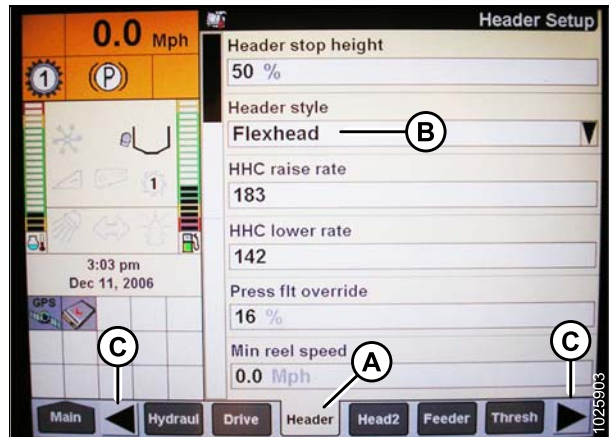 0.0 Mph
1
(P)
1
3:03 pm
Dec 11, 2006
GPS
Header Setup
Header stop height
50 %
Header style
Flexhead
B
HHC raise rate
183
HHC lower rate
142
Press flt override
16 %
Min reel speed
0.0 Mph
A
C
C
Main
Hydraul
Drive
Header
Head2
Feeder
Thresh
1025903